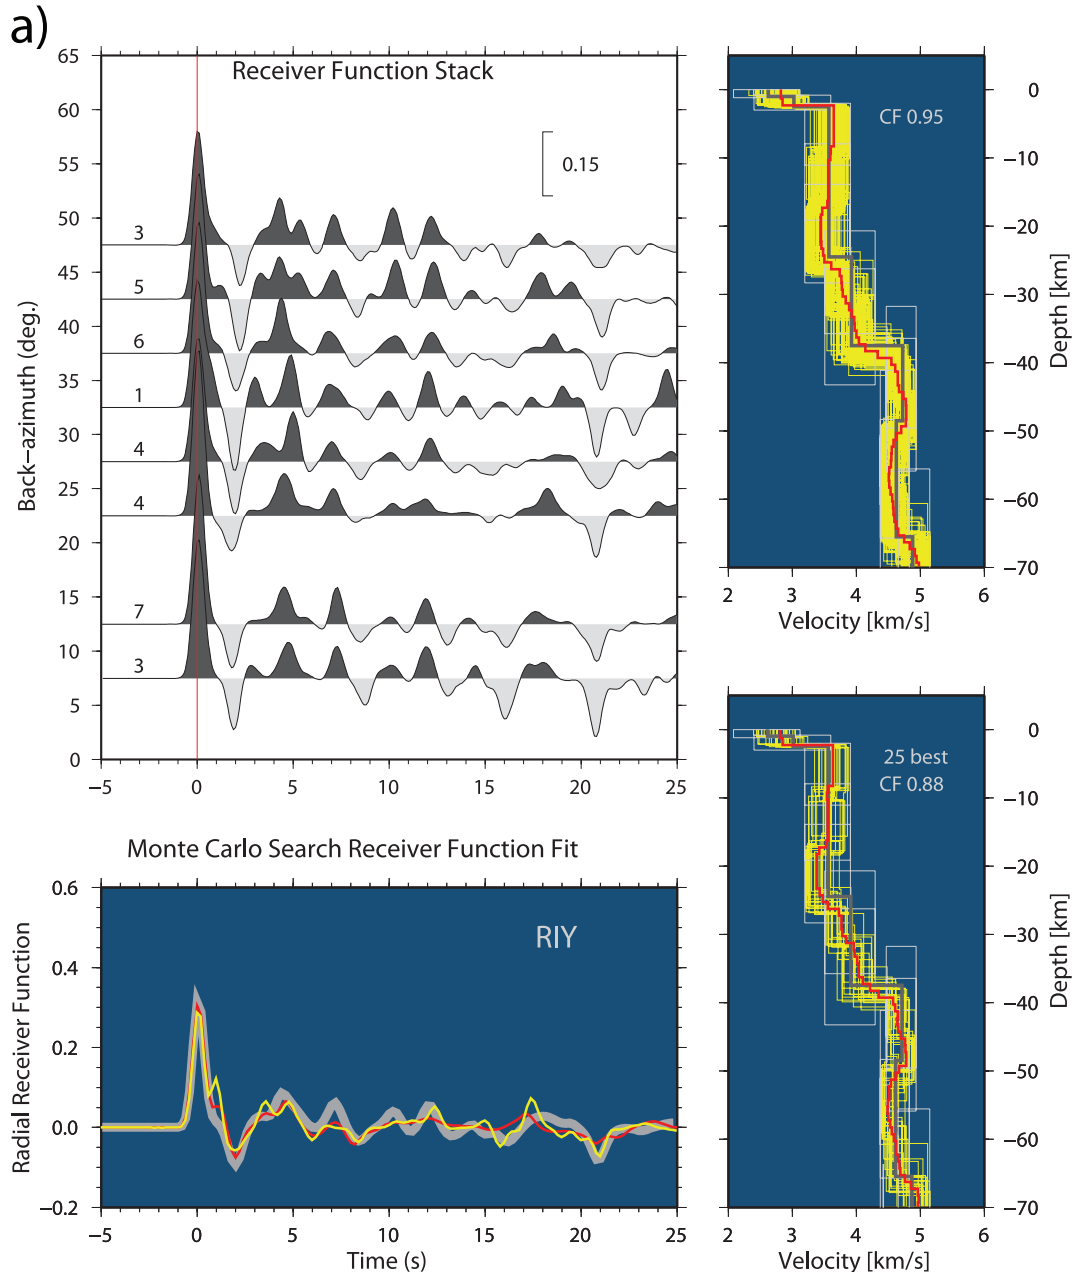 a)
Receiver Function Stack
0.15
3
5
6
1
4
4
7
3
65
60
55
50
45
40
35
30
25
20
15
10
5
0
Back−azimuth (deg.)
−5 0 5 10 15 20 25
CF 0.95
0
−10
−20
−30
−40
−50
−60
−70
Depth [km]
2 3 4 5 6
Velocity [km/s]
Monte Carlo Search Receiver Function Fit
RIY
0.6
0.4
0.2
0.0
−0.2
Radial Receiver Function
−5 0 5 10 15 20 25
Time (s)
25 best
CF 0.88
0
−10
−20
−30
−40
−50
−60
−70
Depth [km]
2 3 4 5 6
Velocity [km/s]